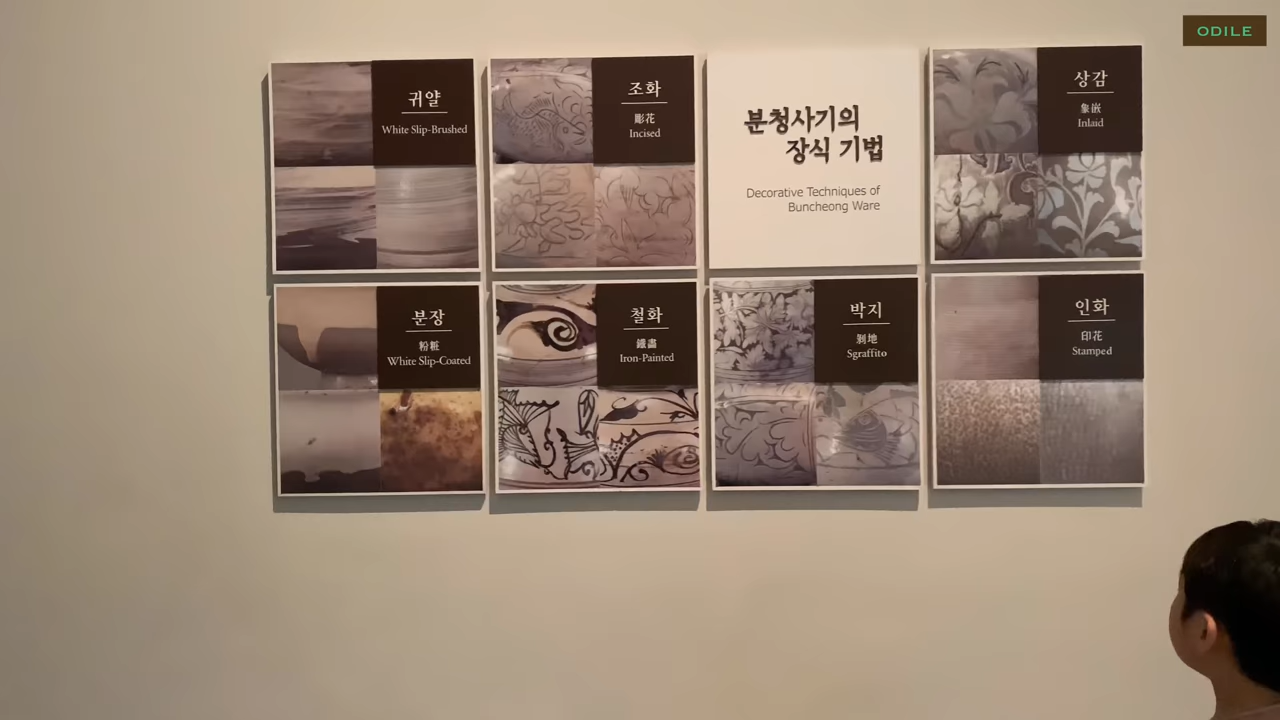 ODILE
귀얄
White Slip-Brushed
조화
彫花
Incised
분청사기의
장식 기법
Decorative Techniques of
Buncheong Ware
상감
象嵌
Inlaid
분장
粉粧
White Slip-Coated
철화
鐵畵
Iron-Painted
박지
剝地
Sgraffito
인화
印花
Stamped